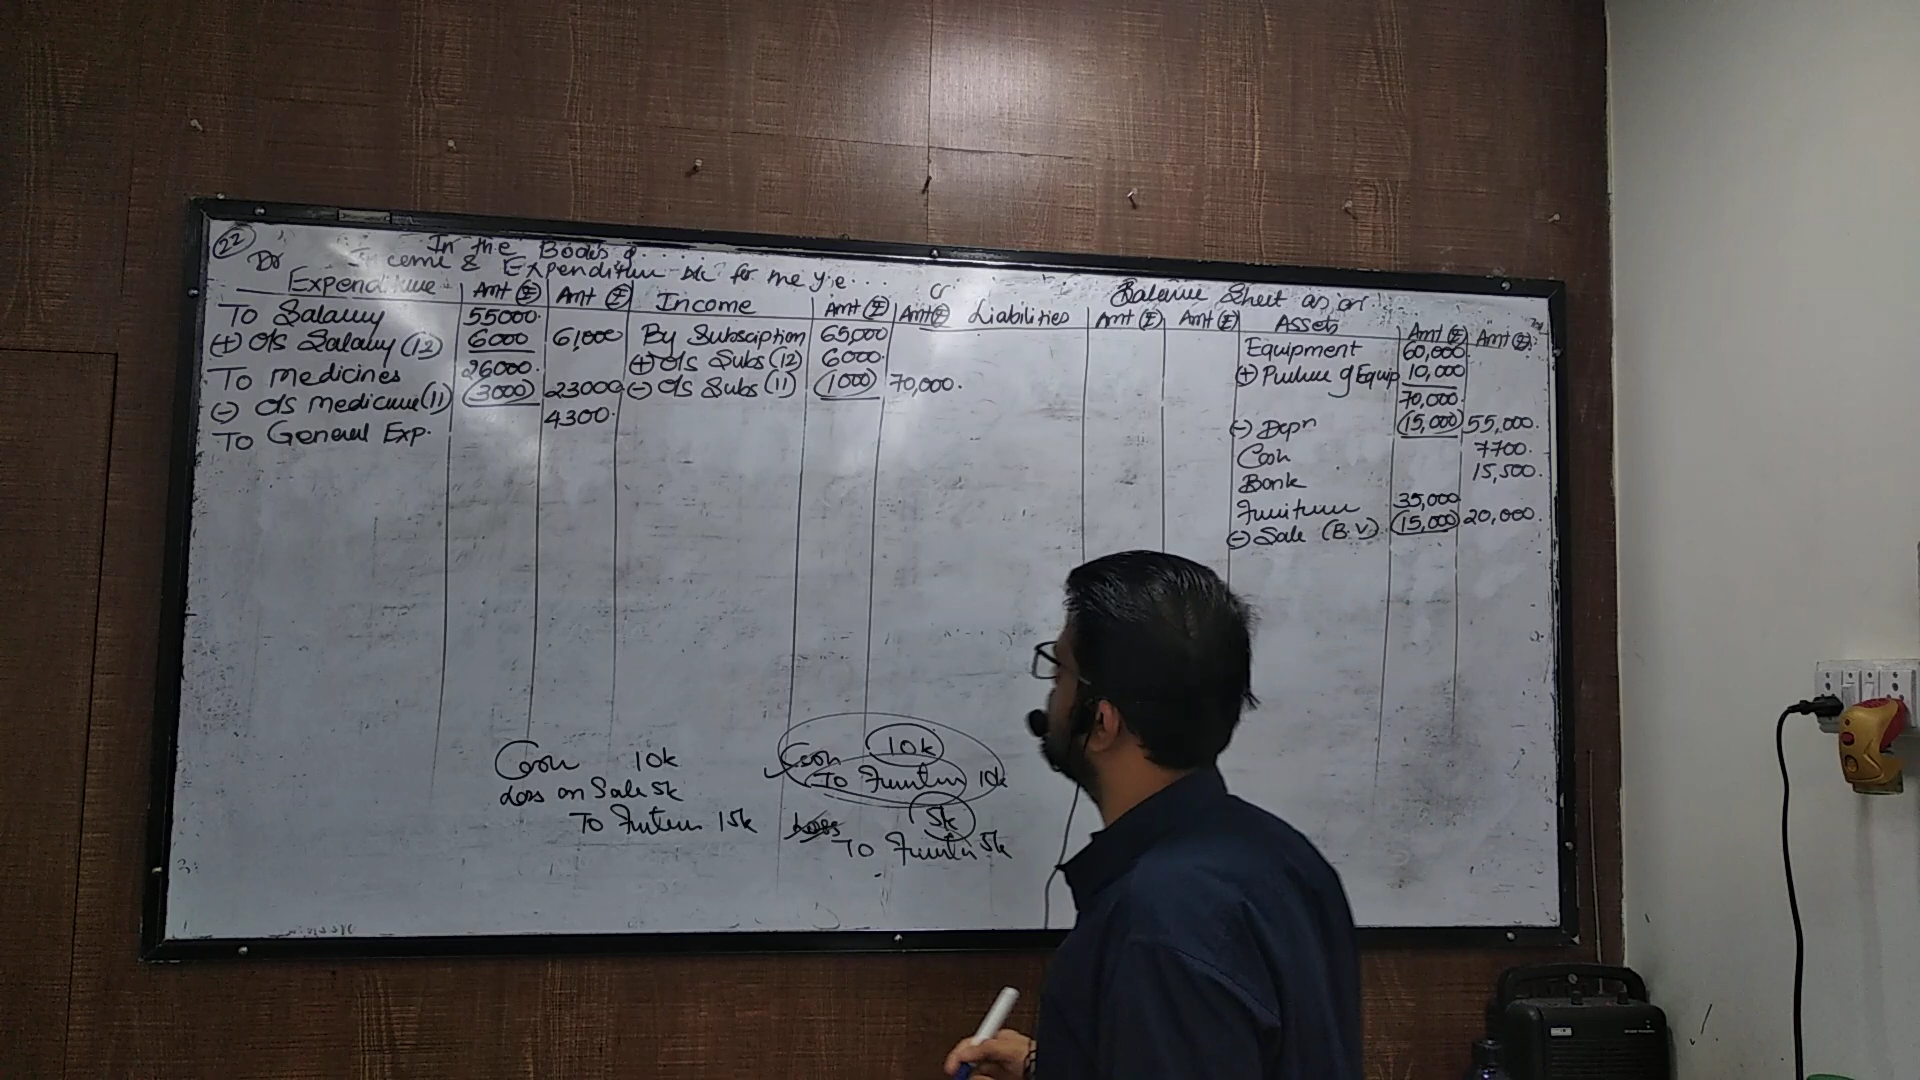 22
In the Books of.....
Dr Income & Expenditure A/c for the y.e... Cr
Expenditure Amt (₹) Amt (₹) Income Amt (₹) Amt (₹)
To Salary 55000.
(+) O/s Salary (12) 6000 61,000 By Subsciption 65,000
To medicines 26000. (+) O/s Subs (12) 6000.
(-) O/s medicine (11) (3000) 23000 (-) O/s Subs (11) (1000) 70,000.
To General Exp. 4300.
Balance Sheet as on
Liabilities Amt (₹) Amt (₹) Assets Amt (₹) Amt (₹)
Equipment 60,000
(+) Purchase of Equip 10,000
70,000
(-) Depn (15,000) 55,000.
Cash 7700.
Bank 15,500.
Furniture 35,000
(-) Sale (B.V) (15,000) 20,000.
Cash 10k
Loss on Sale 5k
To Furniture 15k
Cash 10k
To Furniture 10k
Loss 5k
To Furnitur 5k